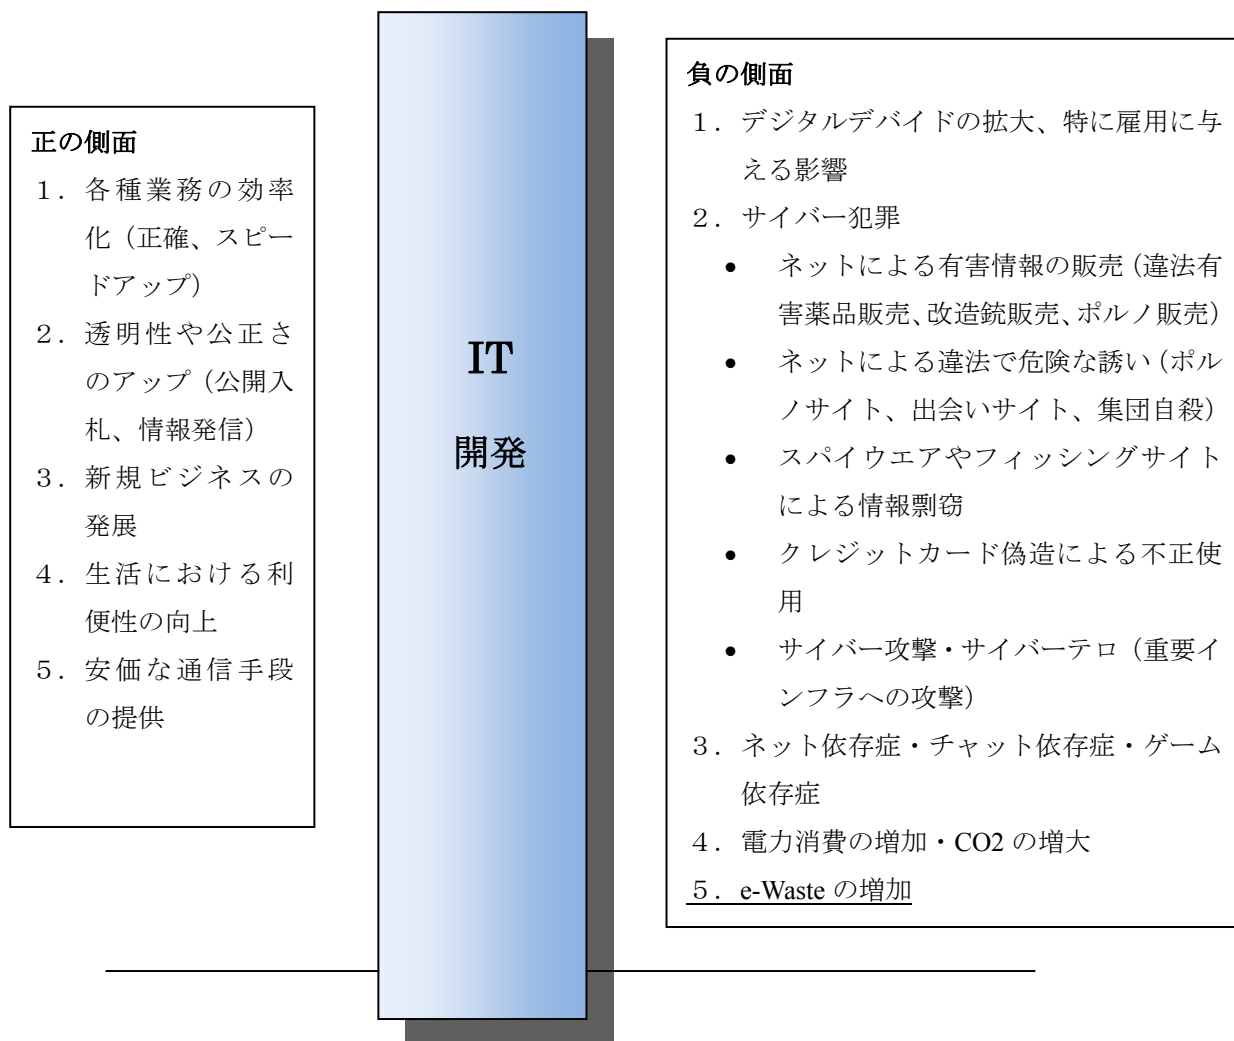 正の側面
１．各種業務の効率
化（正確、スピー
ドアップ）
２．透明性や公正さ
のアップ（公開入
札、情報発信）
３．新規ビジネスの
発展
４．生活における利
便性の向上
５．安価な通信手段
の提供
IT
開発
負の側面
１．デジタルデバイドの拡大、特に雇用に与
える影響
２．サイバー犯罪
● ネットによる有害情報の販売（違法有
害薬品販売、改造銃販売、ポルノ販売）
● ネットによる違法で危険な誘い（ポル
ノサイト、出会いサイト、集団自殺）
● スパイウエアやフィッシングサイト
による情報剽窃
● クレジットカード偽造による不正使
用
● サイバー攻撃・サイバーテロ（重要イ
ンフラへの攻撃）
３．ネット依存症・チャット依存症・ゲーム
依存症
４．電力消費の増加・CO2 の増大
５．e-Waste の増加